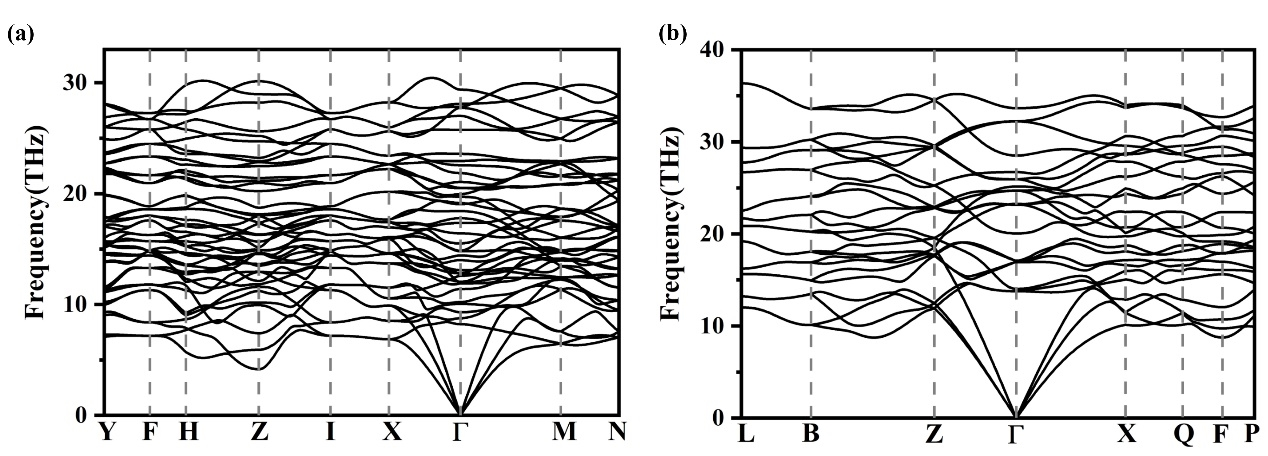 (a)
Frequency(THz)
30
20
10
0
Y F H Z I X Γ M N
(b)
Frequency(THz)
40
30
20
10
0
L B Z Γ X Q F P